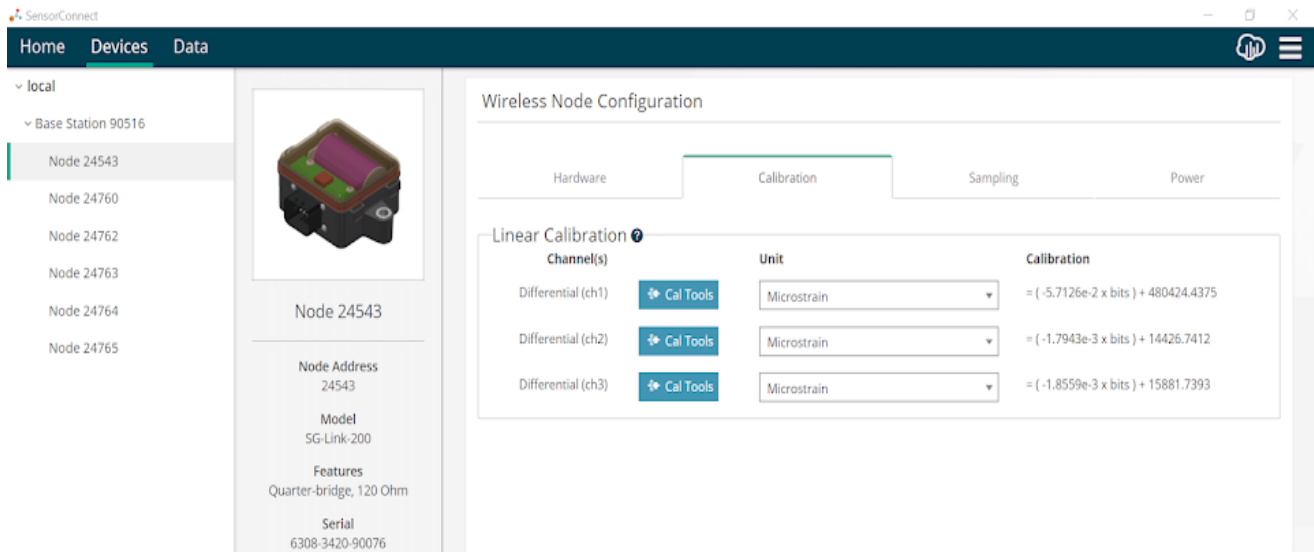 SensorConnect
Home Devices Data
local
Base Station 90516
Node 24543
Node 24760
Node 24762
Node 24763
Node 24764
Node 24765
Node 24543
Node Address
24543
Model
SG-Link-200
Features
Quarter-bridge, 120 Ohm
Serial
6308-3420-90076
Wireless Node Configuration
Hardware Calibration Sampling Power
Linear Calibration ?
Channel(s) Unit Calibration
Differential (ch1) Cal Tools Microstrain = ( -5.7126e-2 x bits ) + 480424.4375
Differential (ch2) Cal Tools Microstrain = ( -1.7943e-3 x bits ) + 14426.7412
Differential (ch3) Cal Tools Microstrain = ( -1.8559e-3 x bits ) + 15881.7393